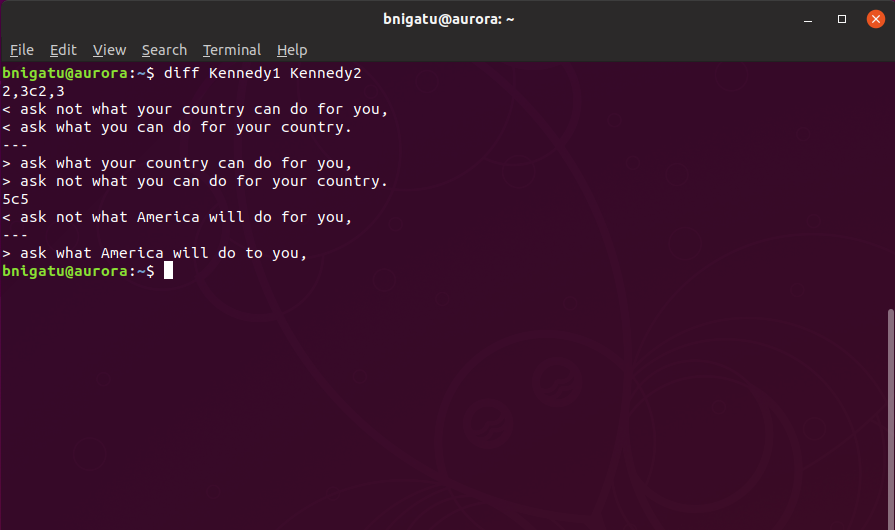 bnigatu@aurora: ~
File Edit View Search Terminal Help
bnigatu@aurora:~$ diff Kennedy1 Kennedy2
2,3c2,3
< ask not what your country can do for you,
< ask what you can do for your country.
---
> ask what your country can do for you,
> ask not what you can do for your country.
5c5
< ask not what America will do for you,
---
> ask what America will do to you,
bnigatu@aurora:~$